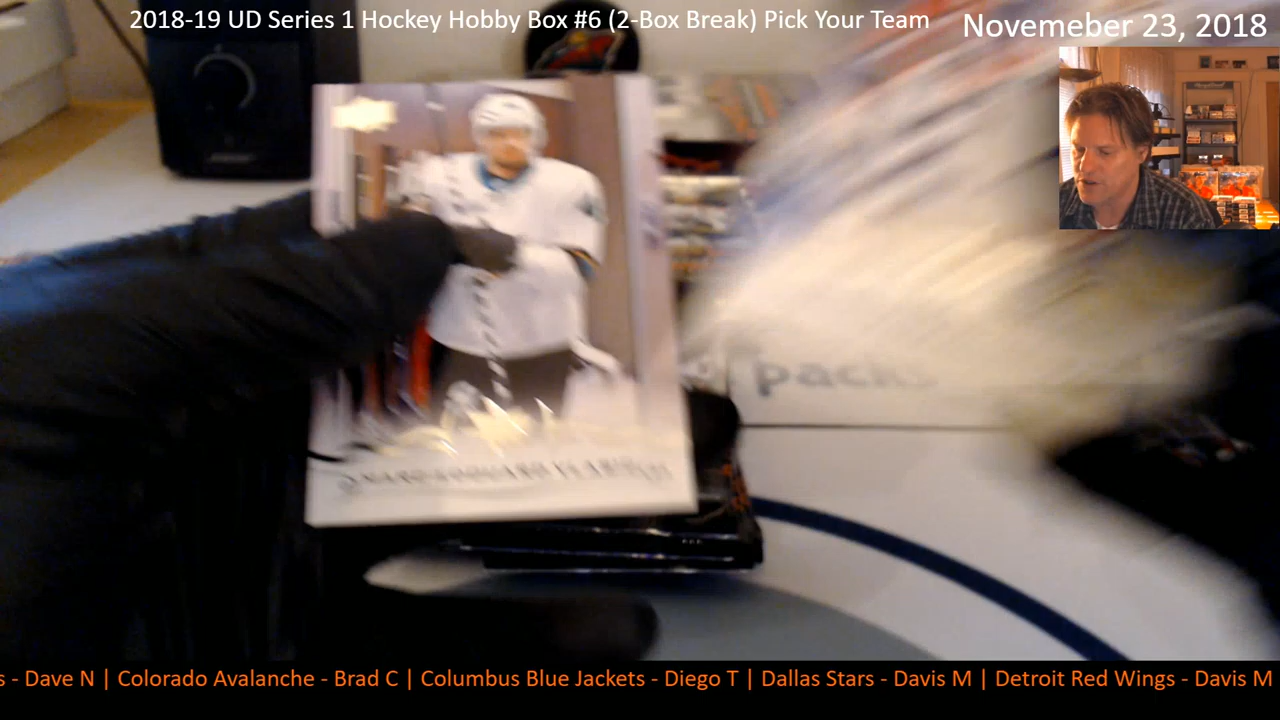 2018-19 UD Series 1 Hockey Hobby Box #6 (2-Box Break) Pick Your Team
Novemeber 23, 2018
packs
s - Dave N | Colorado Avalanche - Brad C | Columbus Blue Jackets - Diego T | Dallas Stars - Davis M | Detroit Red Wings - Davis M